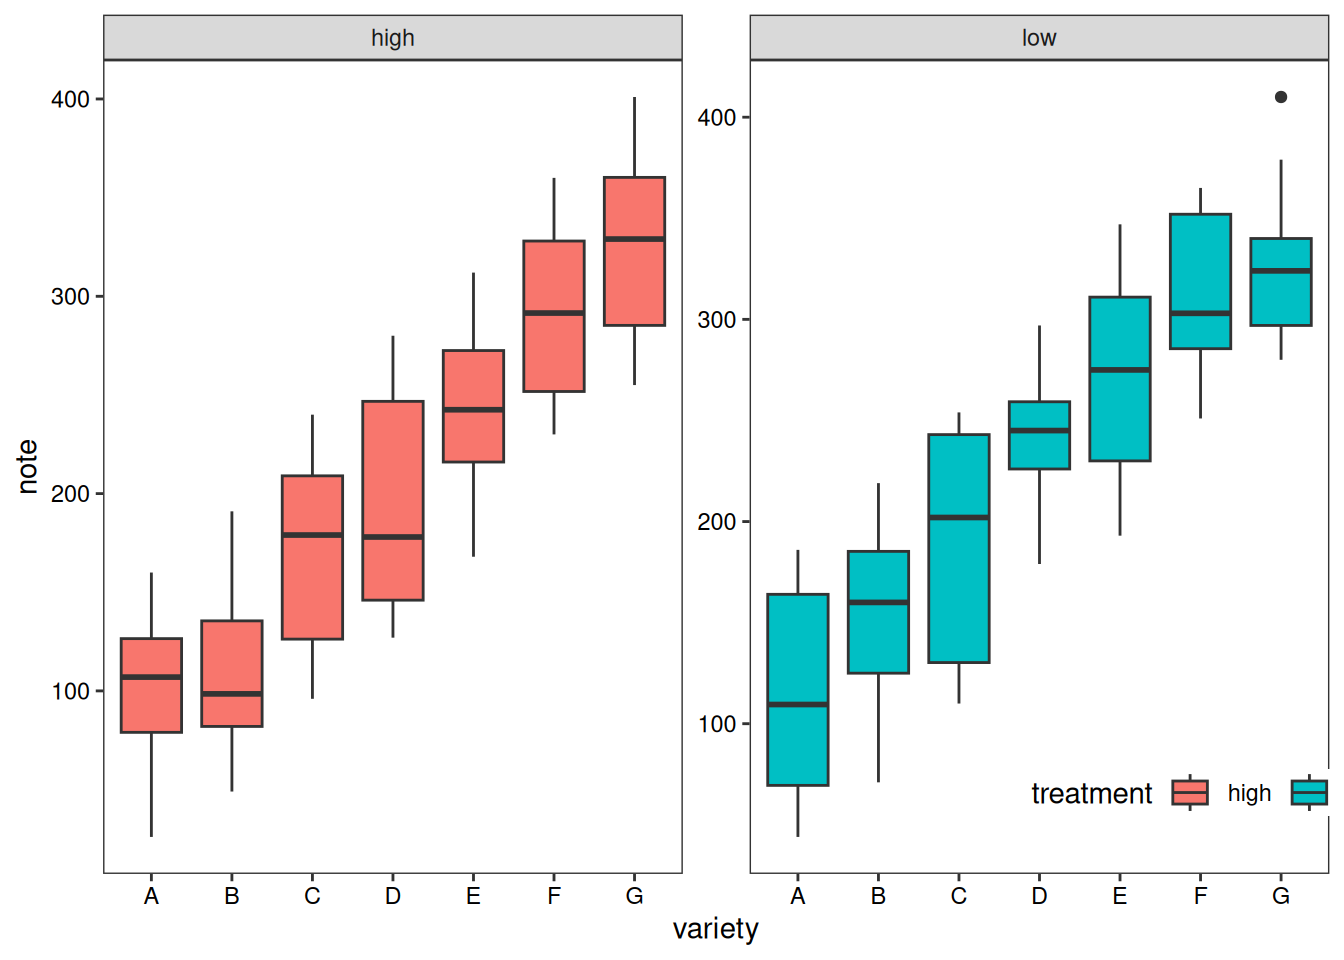 high
low
400
300
200
100
400
300
200
100
note
treatment high
A B C D E F G
A B C D E F G
variety